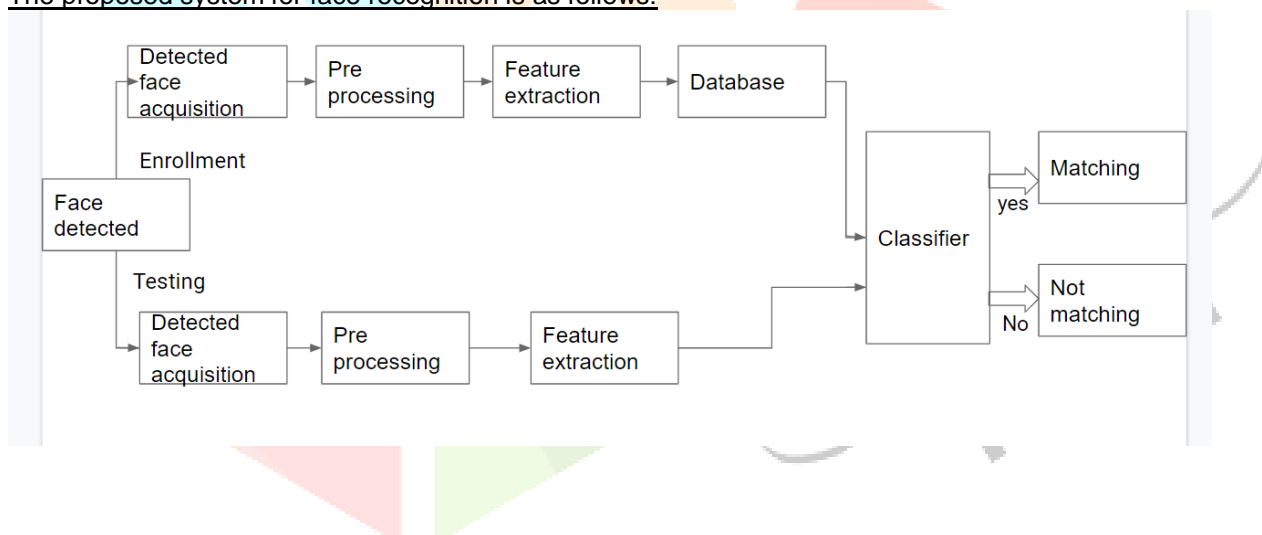 The proposed system for face recognition is as follows:
Detected
face
acquisition
Pre
processing
Feature
extraction
Database
Enrollment
Face
detected
Classifier
Matching
yes
Not
matching
No
Testing
Detected
face
acquisition
Pre
processing
Feature
extraction